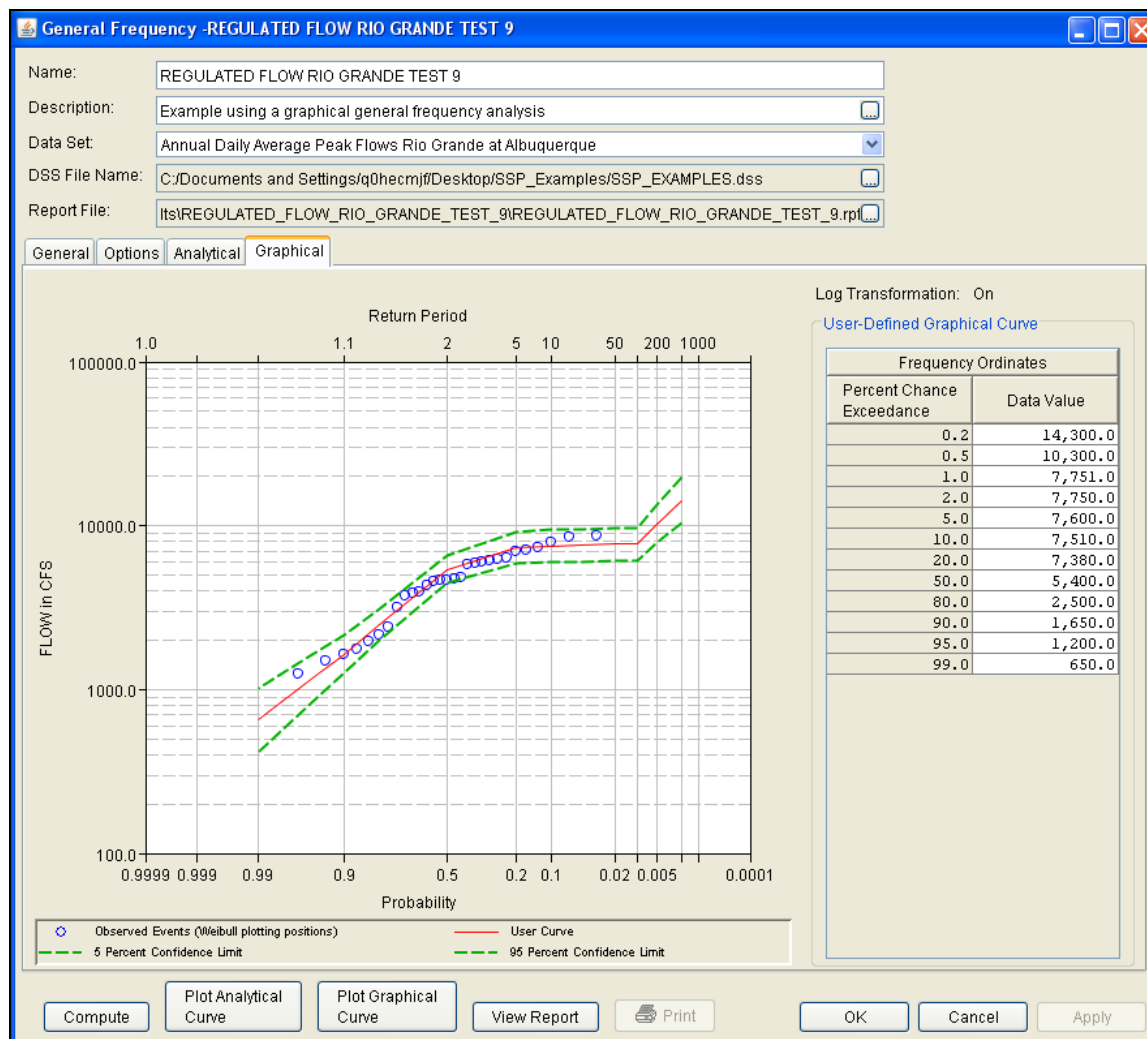 General Frequency -REGULATED FLOW RIO GRANDE TEST 9
Name: REGULATED FLOW RIO GRANDE TEST 9
Description: Example using a graphical general frequency analysis ...
Data Set: Annual Daily Average Peak Flows Rio Grande at Albuquerque
DSS File Name: C:/Documents and Settings/q0hecmjf/Desktop/SSP_Examples/SSP_EXAMPLES.dss ...
Report File: lts\REGULATED_FLOW_RIO_GRANDE_TEST_9\REGULATED_FLOW_RIO_GRANDE_TEST_9.rpt ...
General Options Analytical Graphical
Return Period
1.0 1.1 2 5 10 50 200 1000
100000.0
10000.0
1000.0
100.0
FLOW in CFS
0.9999 0.999 0.99 0.9 0.5 0.2 0.1 0.02 0.005 0.0001
Probability
Observed Events (Weibull plotting positions) User Curve
5 Percent Confidence Limit 95 Percent Confidence Limit
Log Transformation: On
User-Defined Graphical Curve
Frequency Ordinates
Percent Chance Exceedance Data Value
0.2 14,300.0
0.5 10,300.0
1.0 7,751.0
2.0 7,750.0
5.0 7,600.0
10.0 7,510.0
20.0 7,380.0
50.0 5,400.0
80.0 2,500.0
90.0 1,650.0
95.0 1,200.0
99.0 650.0
Compute Plot Analytical Curve Plot Graphical Curve View Report Print OK Cancel Apply